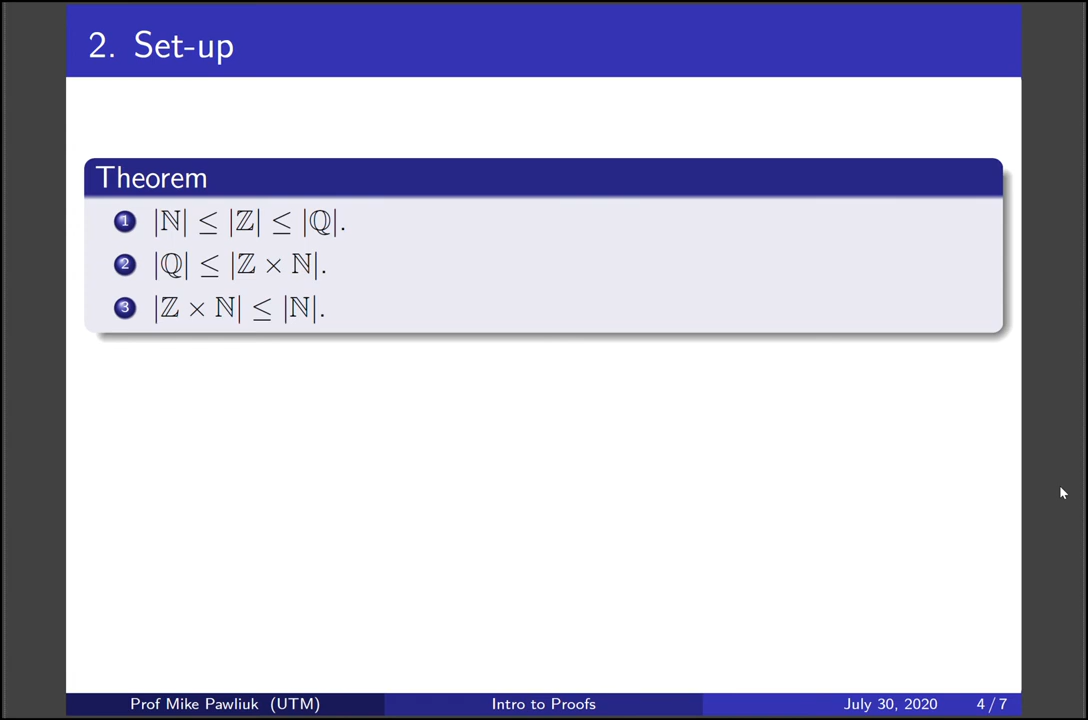 2. Set-up
Theorem
1 |ℕ| ≤ |ℤ| ≤ |ℚ|.
2 |ℚ| ≤ |ℤ × ℕ|.
3 |ℤ × ℕ| ≤ |ℕ|.
Prof Mike Pawliuk (UTM) Intro to Proofs July 30, 2020 4 / 7